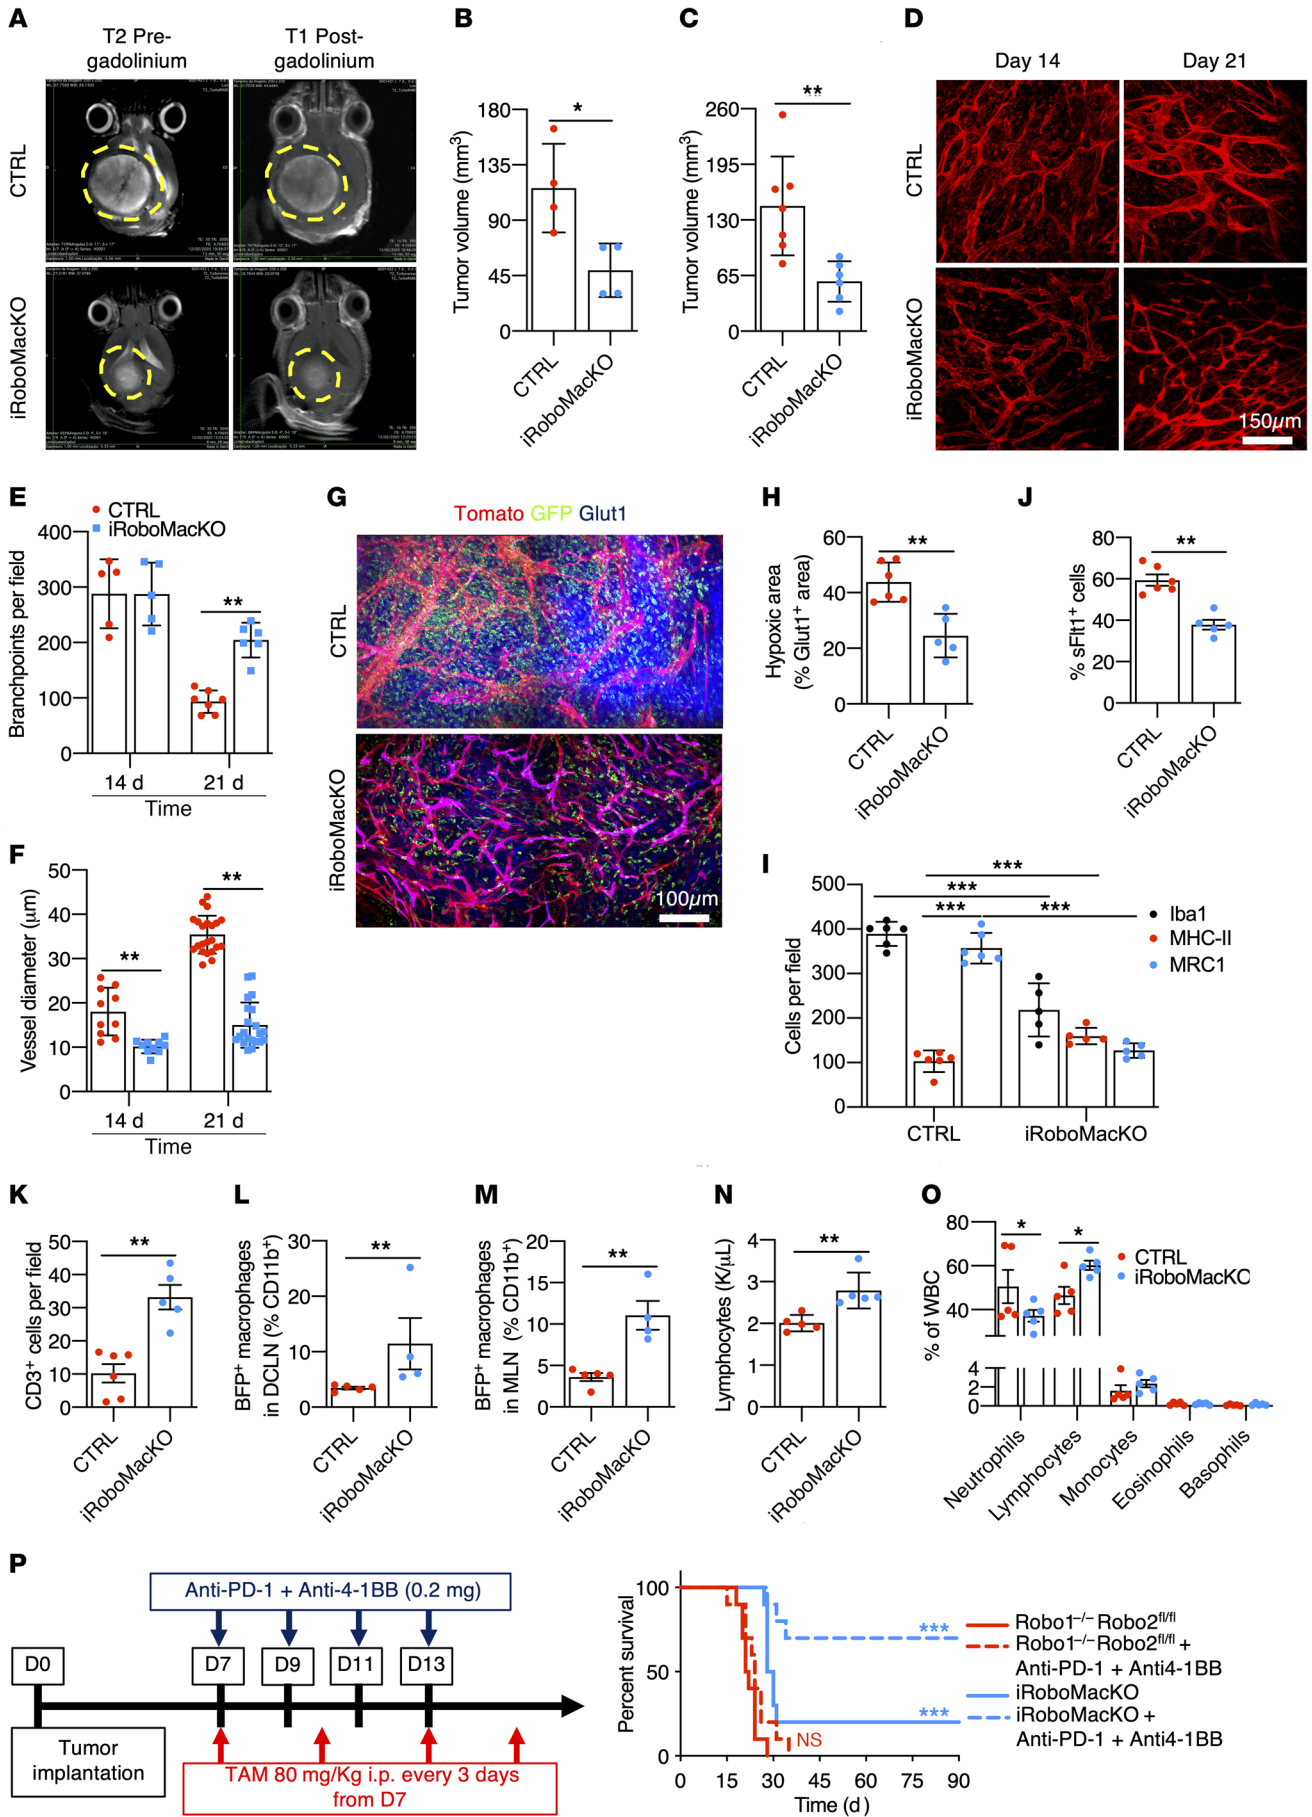 A
T2 Pre-
gadolinium
T1 Post-
gadolinium
CTRL
iRoboMacKO
B
Tumor volume (mm³)
180
135
90
45
0
*
CTRL
iRoboMacKO
C
Tumor volume (mm³)
260
195
130
65
0
**
CTRL
iRoboMacKO
D
Day 14
Day 21
CTRL
iRoboMacKO
150µm
E
CTRL
iRoboMacKO
Branchpoints per field
400
300
200
100
0
**
14 d
21 d
Time
F
Vessel diameter (µm)
50
40
30
20
10
0
**
**
14 d
21 d
Time
G
Tomato GFP Glut1
CTRL
iRoboMacKO
100µm
H
Hypoxic area
(% Glut1⁺ area)
60
40
20
0
**
CTRL
iRoboMacKO
J
% sFlt1⁺ cells
80
60
40
20
0
**
CTRL
iRoboMacKO
I
Cells per field
500
400
300
200
100
0
***
***
***
***
Iba1
MHC-II
MRC1
CTRL
iRoboMacKO
K
CD3⁺ cells per field
50
40
30
20
10
0
**
CTRL
iRoboMacKO
L
BFP⁺ macrophages
in DCLN (% CD11b⁺)
30
20
10
0
**
CTRL
iRoboMacKO
M
BFP⁺ macrophages
in MLN (% CD11b⁺)
20
15
10
5
0
**
CTRL
iRoboMacKO
N
Lymphocytes (K/µL)
4
3
2
1
0
**
CTRL
iRoboMacKO
O
% of WBC
80
60
40
4
2
0
*
*
CTRL
iRoboMacKO
Neutrophils
Lymphocytes
Monocytes
Eosinophils
Basophils
P
Anti-PD-1 + Anti-4-1BB (0.2 mg)
D0
D7
D9
D11
D13
Tumor
implantation
TAM 80 mg/Kg i.p. every 3 days
from D7
Percent survival
100
50
0
***
***
NS
0
15
30
45
60
75
90
Time (d)
Robo1⁻/⁻ Robo2fl/fl
Robo1⁻/⁻ Robo2fl/fl +
Anti-PD-1 + Anti4-1BB
iRoboMacKO
iRoboMacKO +
Anti-PD-1 + Anti4-1BB